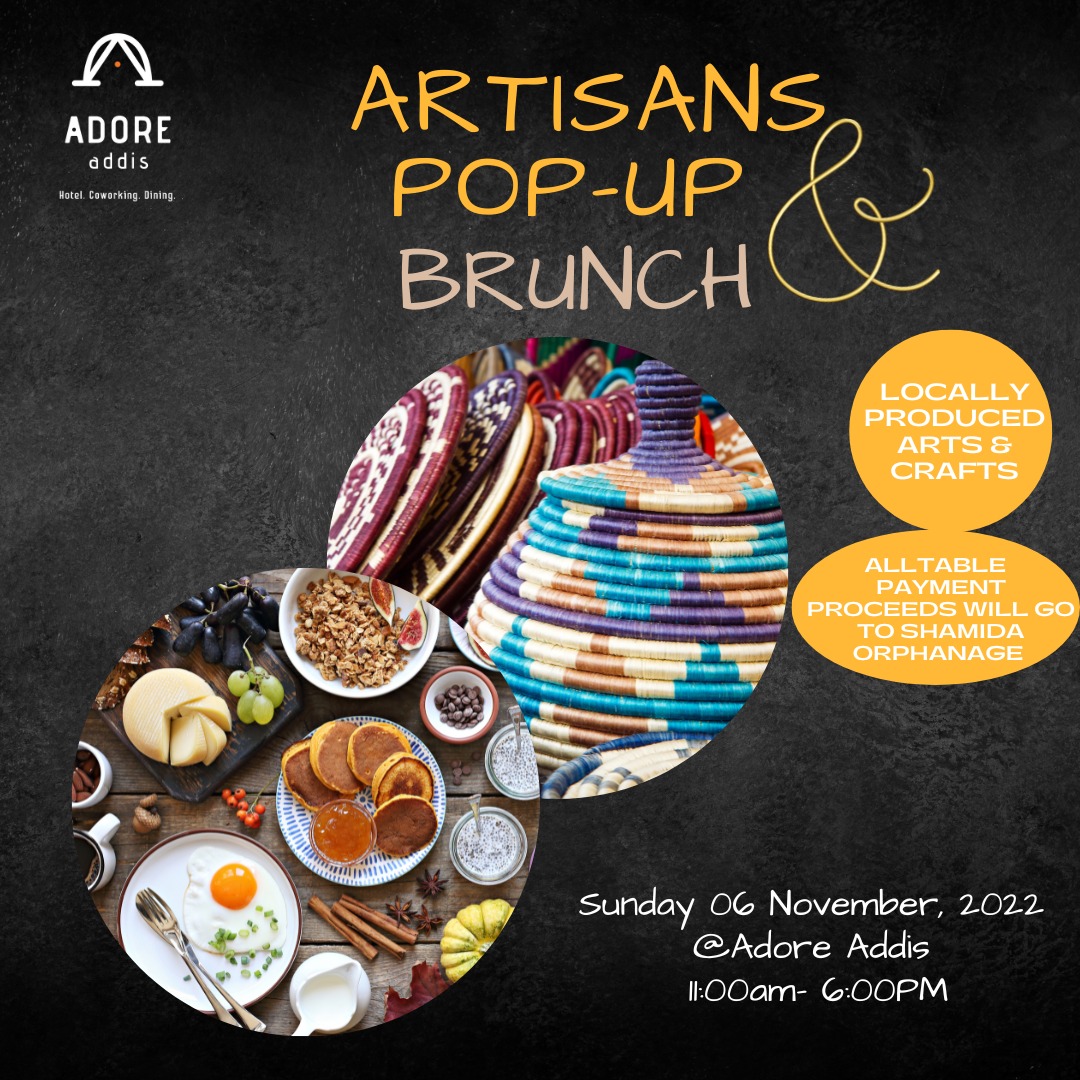 ADORE
addis
Hotel. Coworking. Dining.
ARTISANS
POP-UP &
BRUNCH
LOCALLY
PRODUCED
ARTS &
CRAFTS
ALLTABLE
PAYMENT
PROCEEDS WILL GO
TO SHAMIDA
ORPHANAGE
Sunday 06 November, 2022
@Adore Addis
11:00am- 6:00PM